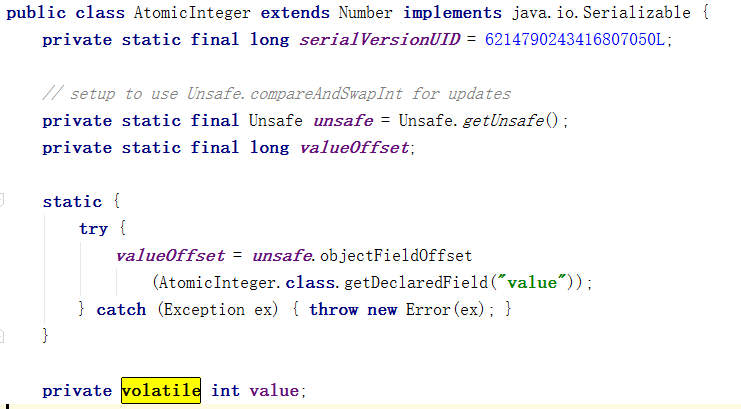 public class AtomicInteger extends Number implements java.io.Serializable {
    private static final long serialVersionUID = 6214790243416807050L;

    // setup to use Unsafe.compareAndSwapInt for updates
    private static final Unsafe unsafe = Unsafe.getUnsafe();
    private static final long valueOffset;

    static {
        try {
            valueOffset = unsafe.objectFieldOffset
                (AtomicInteger.class.getDeclaredField("value"));
        } catch (Exception ex) { throw new Error(ex); }
    }

    private volatile int value;